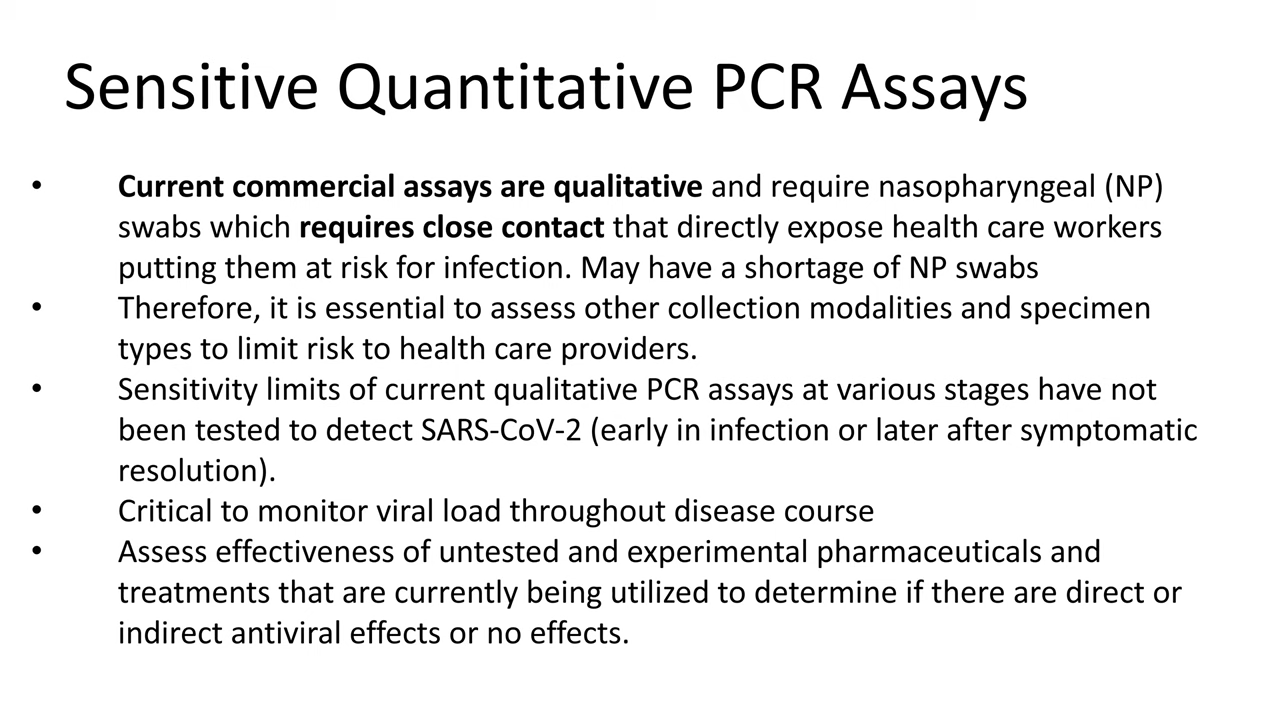 Sensitive Quantitative PCR Assays
• Current commercial assays are qualitative and require nasopharyngeal (NP)
swabs which requires close contact that directly expose health care workers
putting them at risk for infection. May have a shortage of NP swabs
• Therefore, it is essential to assess other collection modalities and specimen
types to limit risk to health care providers.
• Sensitivity limits of current qualitative PCR assays at various stages have not
been tested to detect SARS-CoV-2 (early in infection or later after symptomatic
resolution).
• Critical to monitor viral load throughout disease course
• Assess effectiveness of untested and experimental pharmaceuticals and
treatments that are currently being utilized to determine if there are direct or
indirect antiviral effects or no effects.